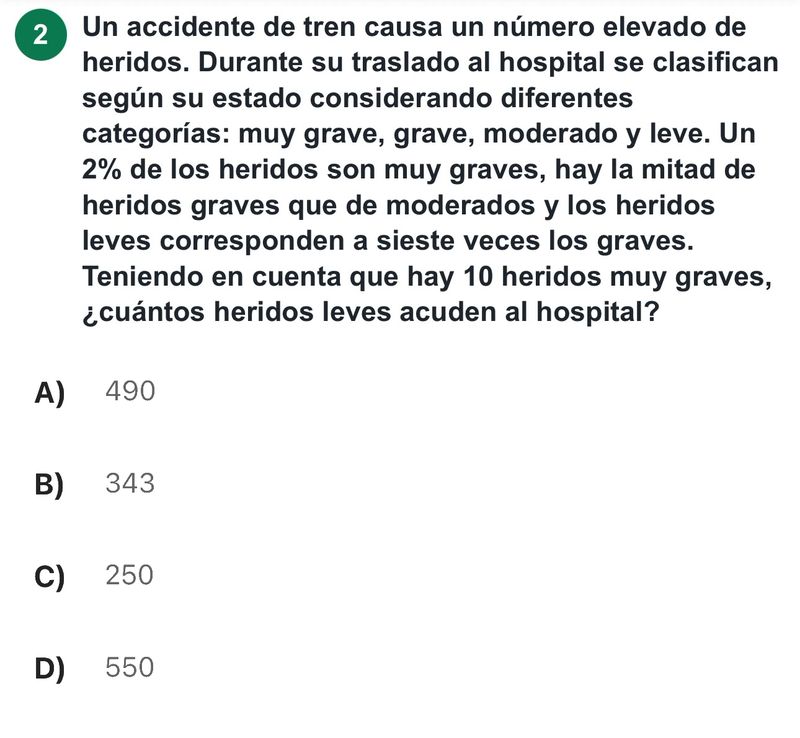 2 Un accidente de tren causa un número elevado de
heridos. Durante su traslado al hospital se clasifican
según su estado considerando diferentes
categorías: muy grave, grave, moderado y leve. Un
2% de los heridos son muy graves, hay la mitad de
heridos graves que de moderados y los heridos
leves corresponden a sieste veces los graves.
Teniendo en cuenta que hay 10 heridos muy graves,
¿cuántos heridos leves acuden al hospital?
A) 490
B) 343
C) 250
D) 550